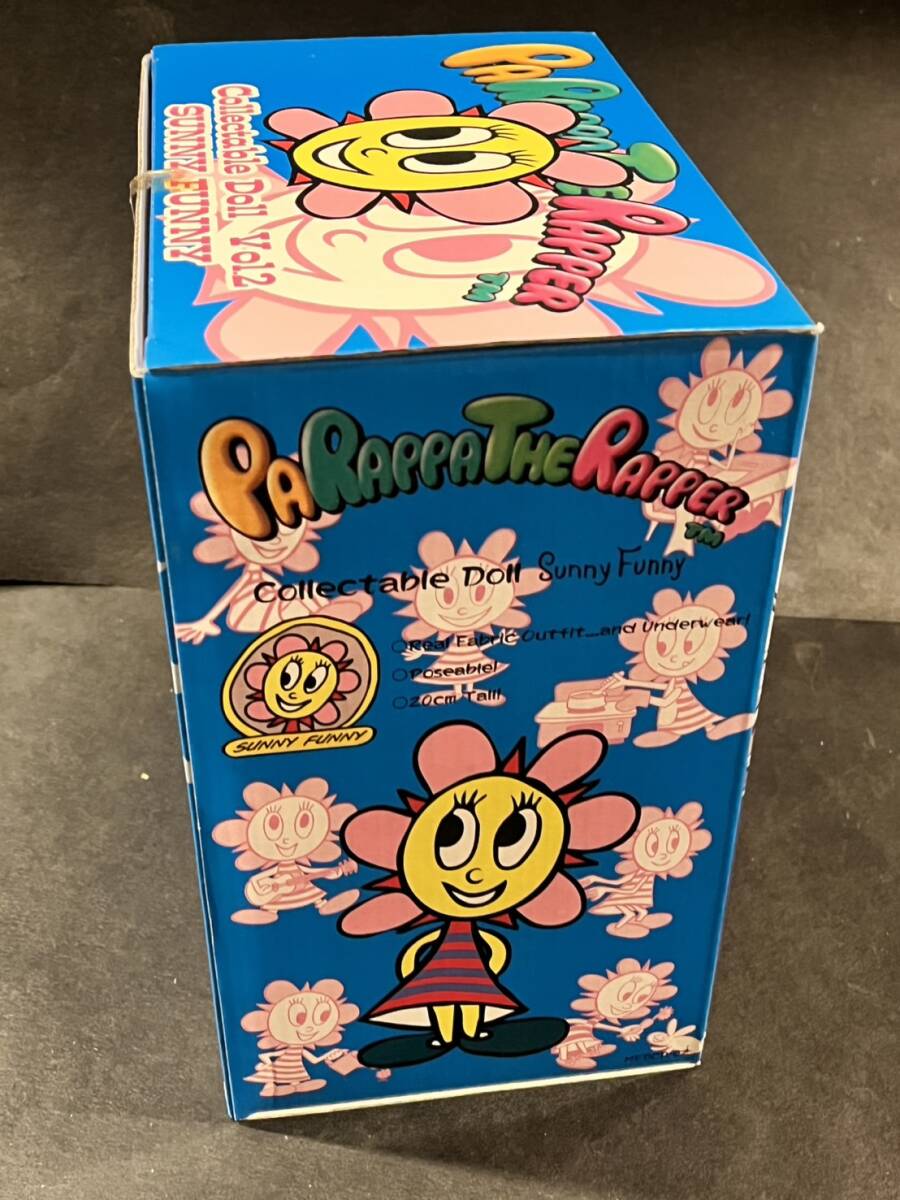 PARAPPA THE RAPPER
TM
Collectable Doll Vol.2
SUNNY FUNNY
PARAPPA THE RAPPER
TM
Collectable Doll Sunny Funny
○Real Fabric Outfit...and Underwear!
○Poseable!
○20cm Tall!
SUNNY FUNNY